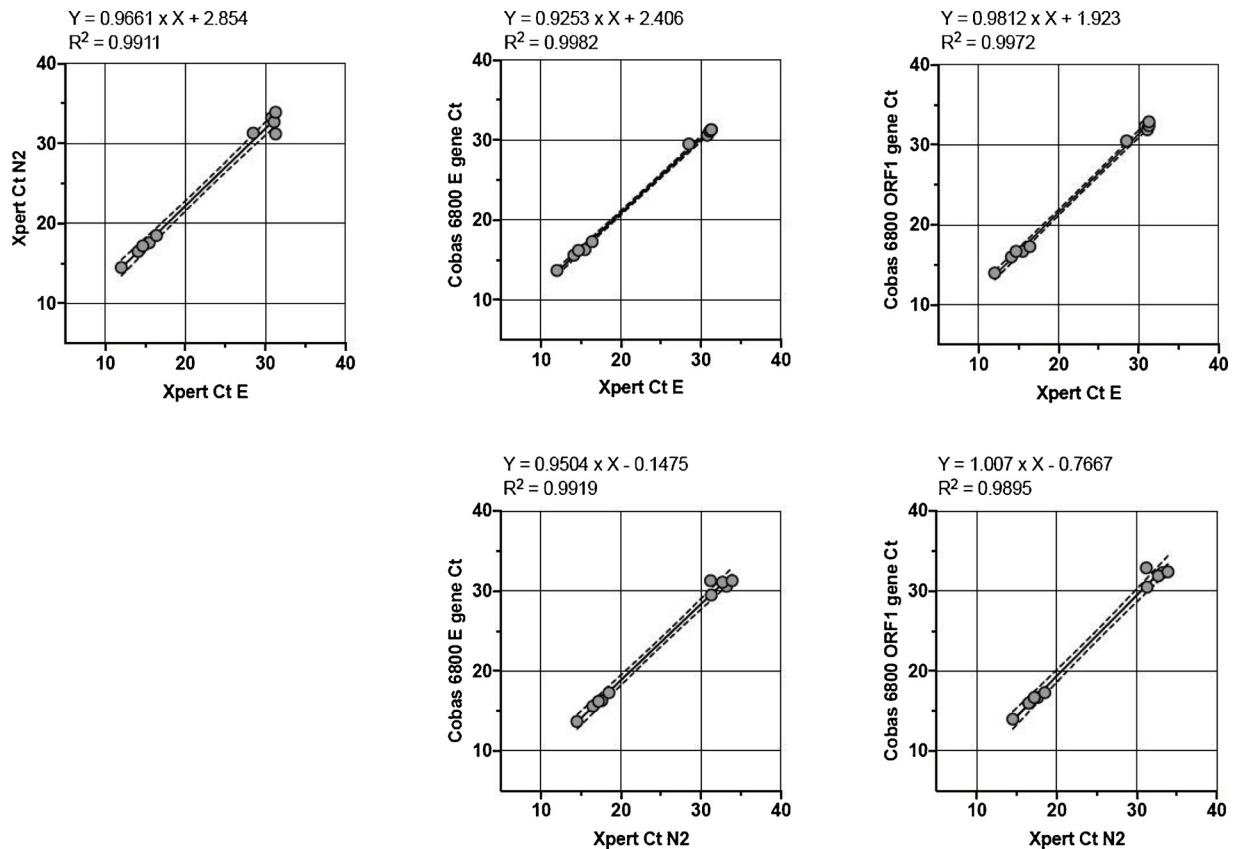 Y = 0.9661 x X + 2.854
R² = 0.9911
40
30
20
10
Xpert Ct N2
10 20 30 40
Xpert Ct E
Y = 0.9253 x X + 2.406
R² = 0.9982
40
30
20
10
Cobas 6800 E gene Ct
10 20 30 40
Xpert Ct E
Y = 0.9812 x X + 1.923
R² = 0.9972
40
30
20
10
Cobas 6800 ORF1 gene Ct
10 20 30 40
Xpert Ct E
Y = 0.9504 x X - 0.1475
R² = 0.9919
40
30
20
10
Cobas 6800 E gene Ct
10 20 30 40
Xpert Ct N2
Y = 1.007 x X - 0.7667
R² = 0.9895
40
30
20
10
Cobas 6800 ORF1 gene Ct
10 20 30 40
Xpert Ct N2